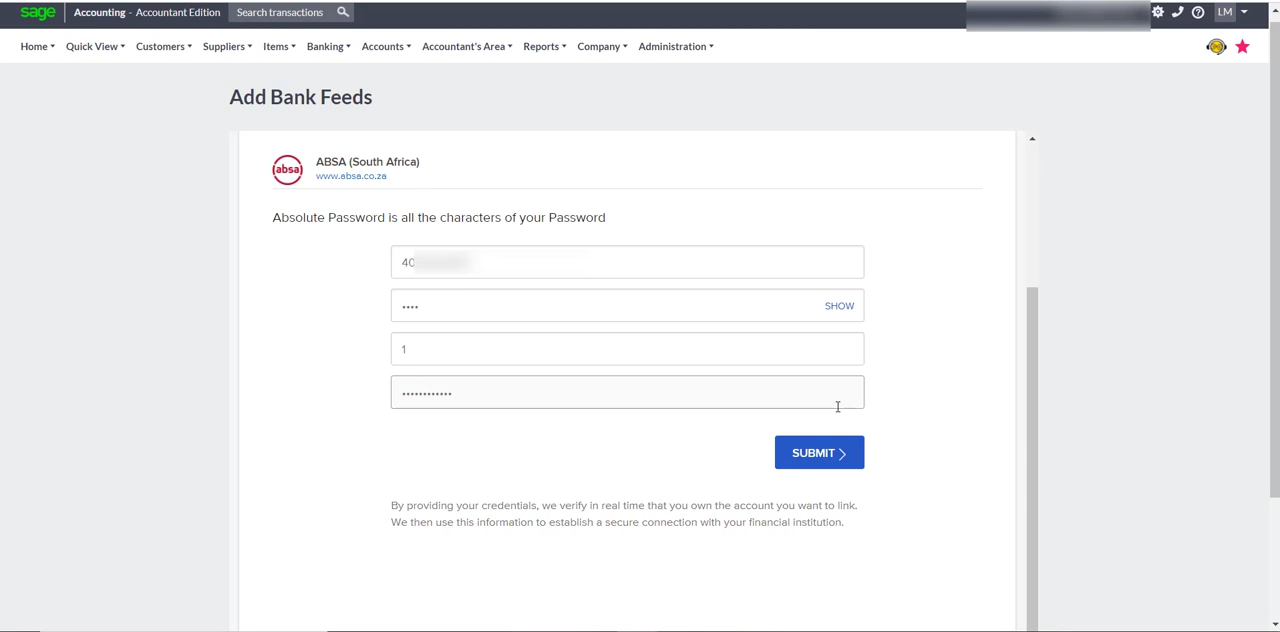 sage Accounting - Accountant Edition Search transactions LM
Home Quick View Customers Suppliers Items Banking Accounts Accountant's Area Reports Company Administration
Add Bank Feeds
absa
ABSA (South Africa)
www.absa.co.za
Absolute Password is all the characters of your Password
40
•••• SHOW
1
••••••••••••
SUBMIT
By providing your credentials, we verify in real time that you own the account you want to link.
We then use this information to establish a secure connection with your financial institution.